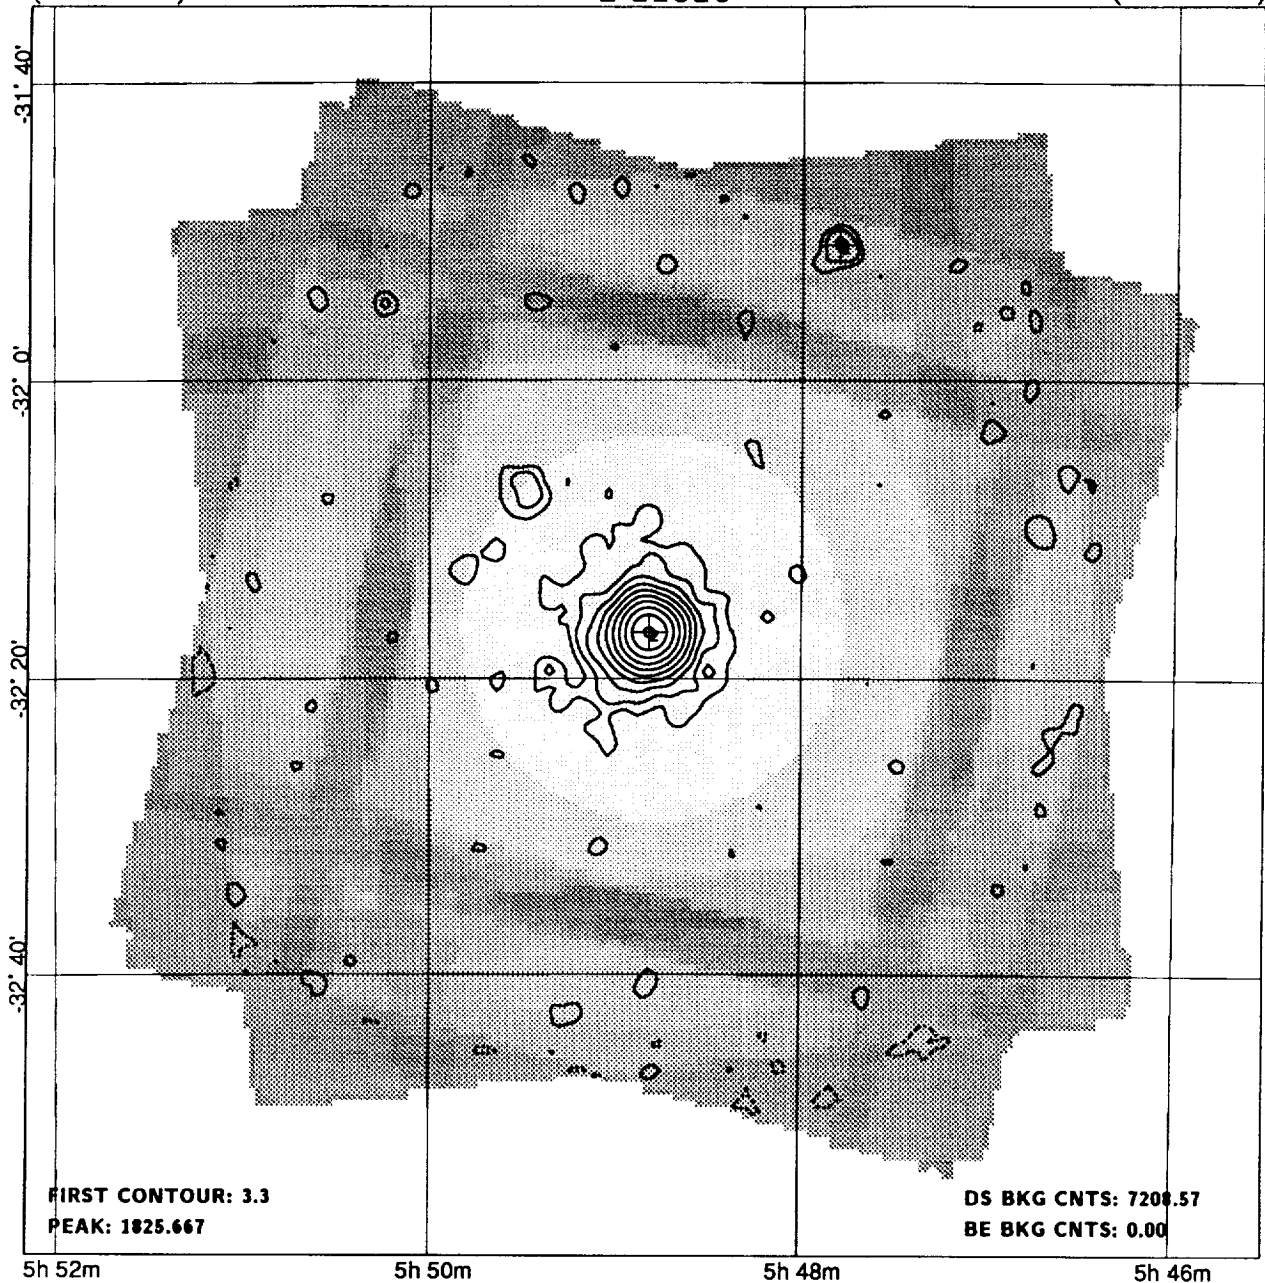 -31° 40'
-32° 0'
-32° 20'
-32° 40'
FIRST CONTOUR: 3.3
PEAK: 1825.667
DS BKG CNTS: 7208.57
BE BKG CNTS: 0.00
5h 52m
5h 50m
5h 48m
5h 46m